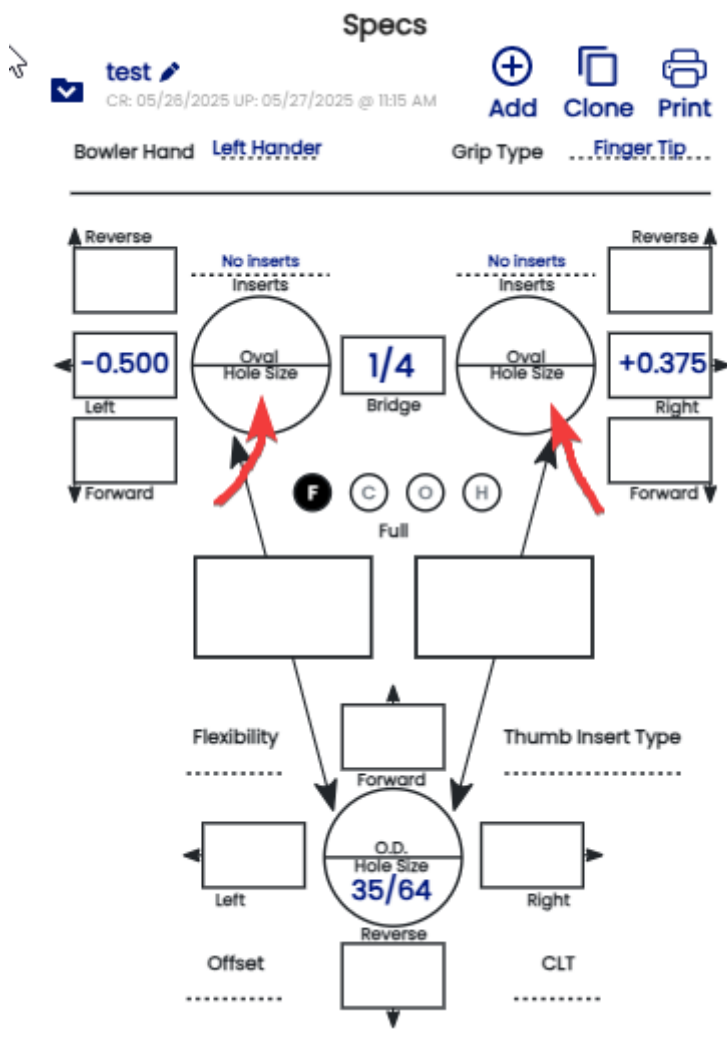 Specs
test
CR: 05/26/2025 UP: 05/27/2025 @ 11:15 AM
Add Clone Print
Bowler Hand Left Hander Grip Type Finger Tip
Reverse Reverse
No inserts No inserts
Inserts Inserts
-0.500 Oval 1/4 Oval +0.375
Hole Size Hole Size
Left Bridge Right
Forward F C O H Forward
Full
Flexibility Thumb Insert Type
Forward
O.D.
Hole Size
35/64
Left Right
Reverse
Offset CLT